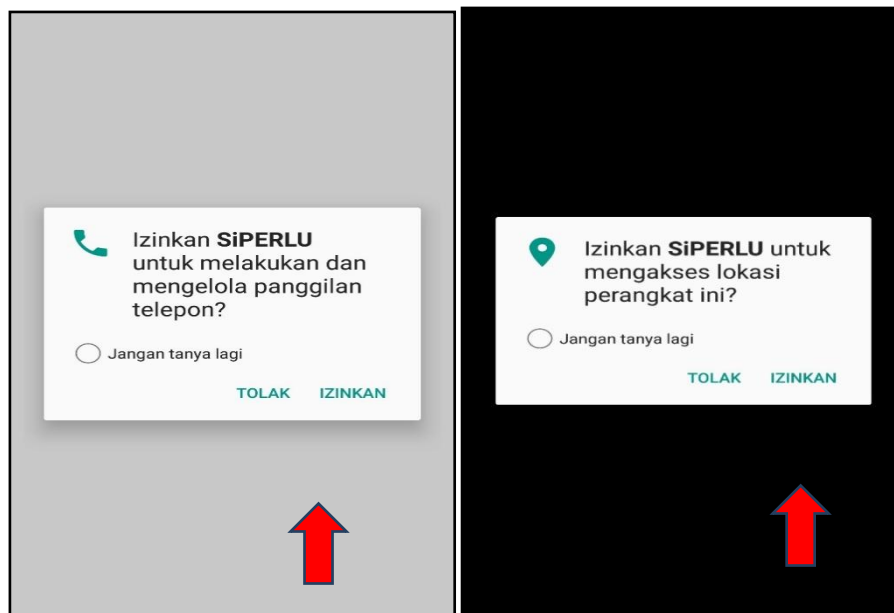 Izinkan SiPERLU
untuk melakukan dan
mengelola panggilan
telepon?
Jangan tanya lagi
TOLAK IZINKAN
Izinkan SiPERLU untuk
mengakses lokasi
perangkat ini?
Jangan tanya lagi
TOLAK IZINKAN